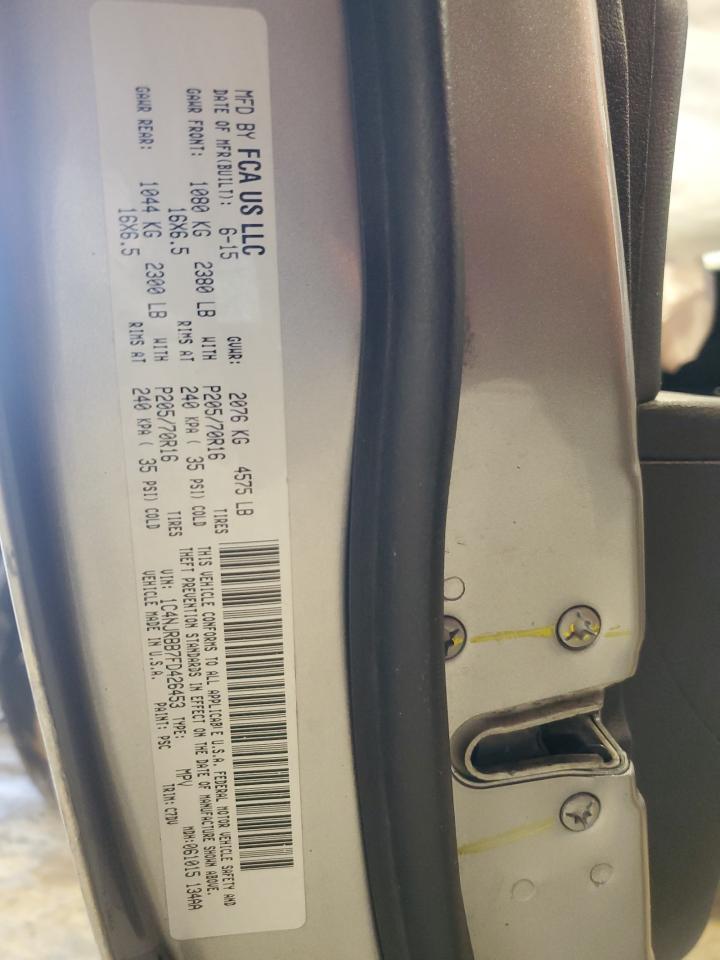 MFD BY FCA US LLC
DATE OF MFR(BUILT): 6-15 GVWR: 2076 KG 4575 LB
GAWR FRONT: 1080 KG 2380 LB WITH P205/70R16 TIRES
16X6.5 RIMS AT 240 KPA ( 35 PSI) COLD
GAWR REAR: 1044 KG 2300 LB WITH P205/70R16 TIRES
16X6.5 RIMS AT 240 KPA ( 35 PSI) COLD
THIS VEHICLE CONFORMS TO ALL APPLICABLE U.S.A. FEDERAL MOTOR VEHICLE SAFETY AND
THEFT PREVENTION STANDARDS IN EFFECT ON THE DATE OF MANUFACTURE SHOWN ABOVE.
VIN: 1C4NJRBB7FD426453 TYPE: MPV MDH:061015 134AA
VEHICLE MADE IN U.S.A. PAINT: PSC TRIM: C7DV